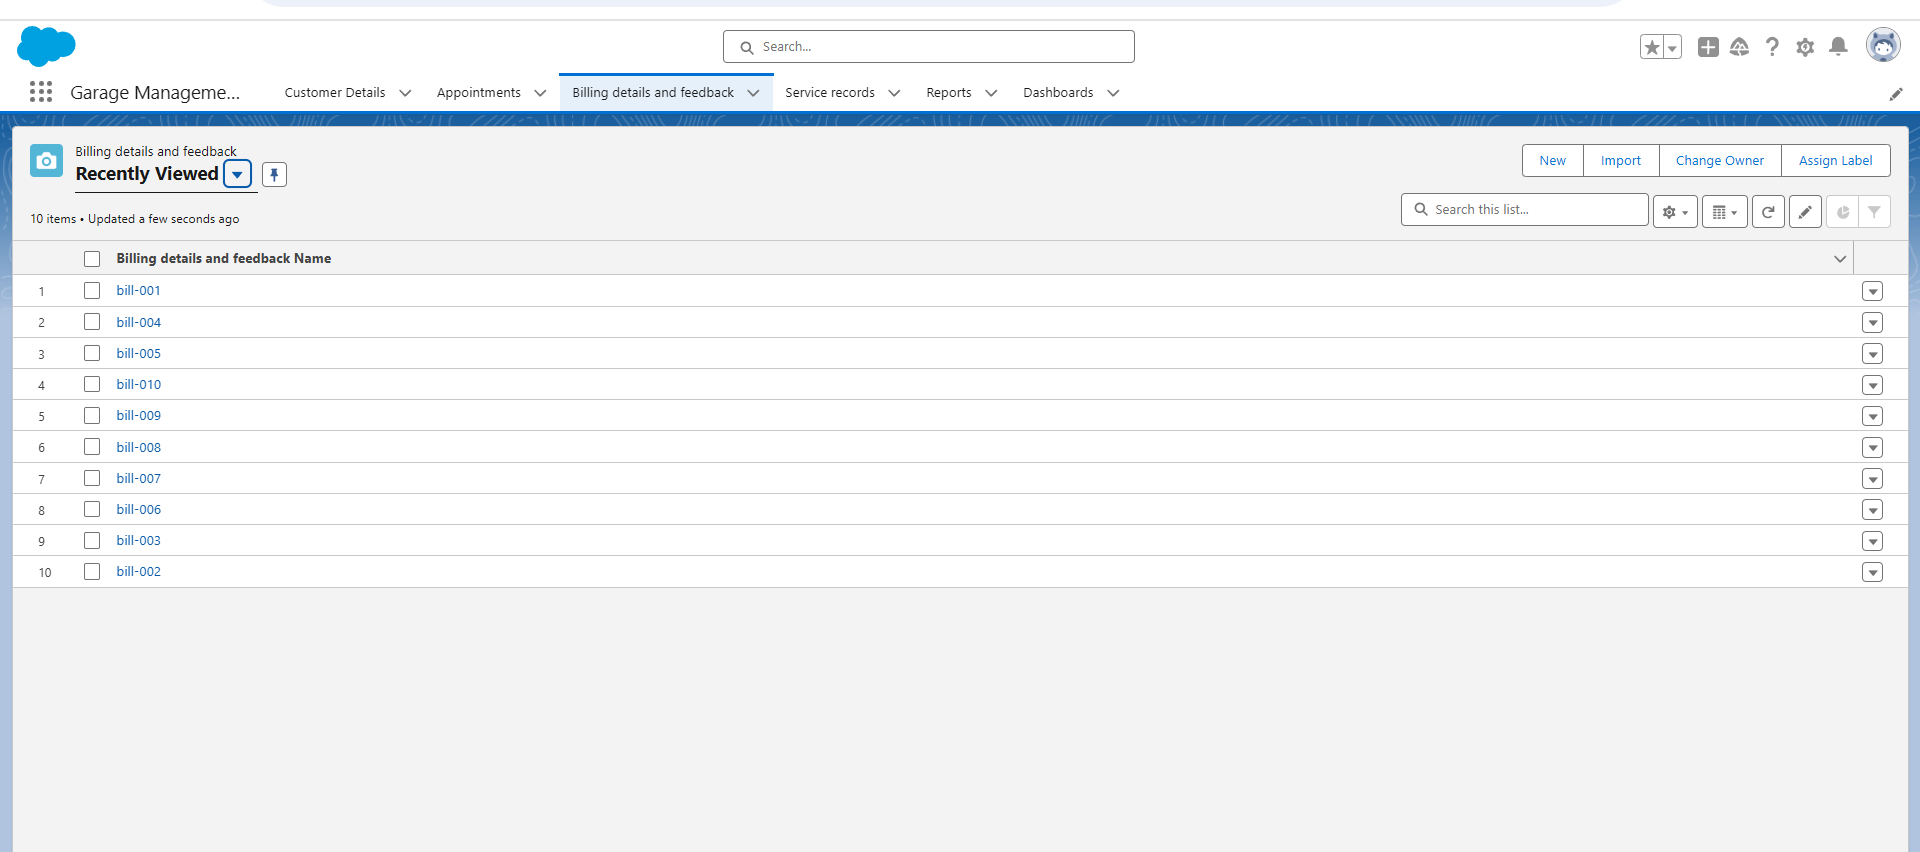 Search...
Garage Manageme...
Customer Details
Appointments
Billing details and feedback
Service records
Reports
Dashboards
Billing details and feedback
Recently Viewed
New
Import
Change Owner
Assign Label
10 items • Updated a few seconds ago
Search this list...
Billing details and feedback Name
1 bill-001
2 bill-004
3 bill-005
4 bill-010
5 bill-009
6 bill-008
7 bill-007
8 bill-006
9 bill-003
10 bill-002